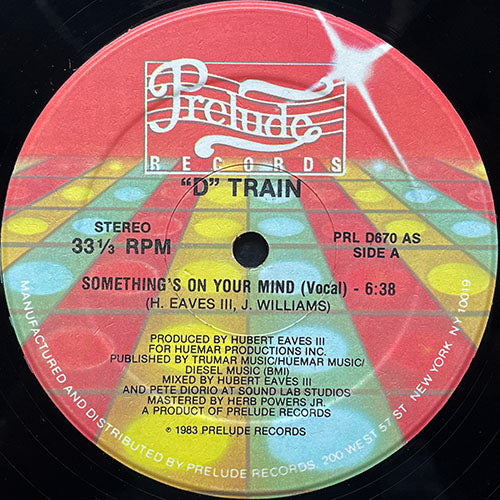 Prelude
RECORDS
"D" TRAIN
STEREO
33 1/3 RPM
PRL D670 AS
SIDE A
SOMETHING'S ON YOUR MIND (Vocal) - 6:38
(H. EAVES III, J. WILLIAMS)
PRODUCED BY HUBERT EAVES III
FOR HUEMAR PRODUCTIONS INC.
PUBLISHED BY TRUMAR MUSIC/HUEMAR MUSIC/
DIESEL MUSIC (BMI)
MIXED BY HUBERT EAVES III
AND PETE DIORIO AT SOUND LAB STUDIOS
MASTERED BY HERB POWERS JR.
A PRODUCT OF PRELUDE RECORDS
℗ 1983 PRELUDE RECORDS
MANUFACTURED AND DISTRIBUTED BY PRELUDE RECORDS, 200 WEST 57 ST. NEW YORK, NY 10019